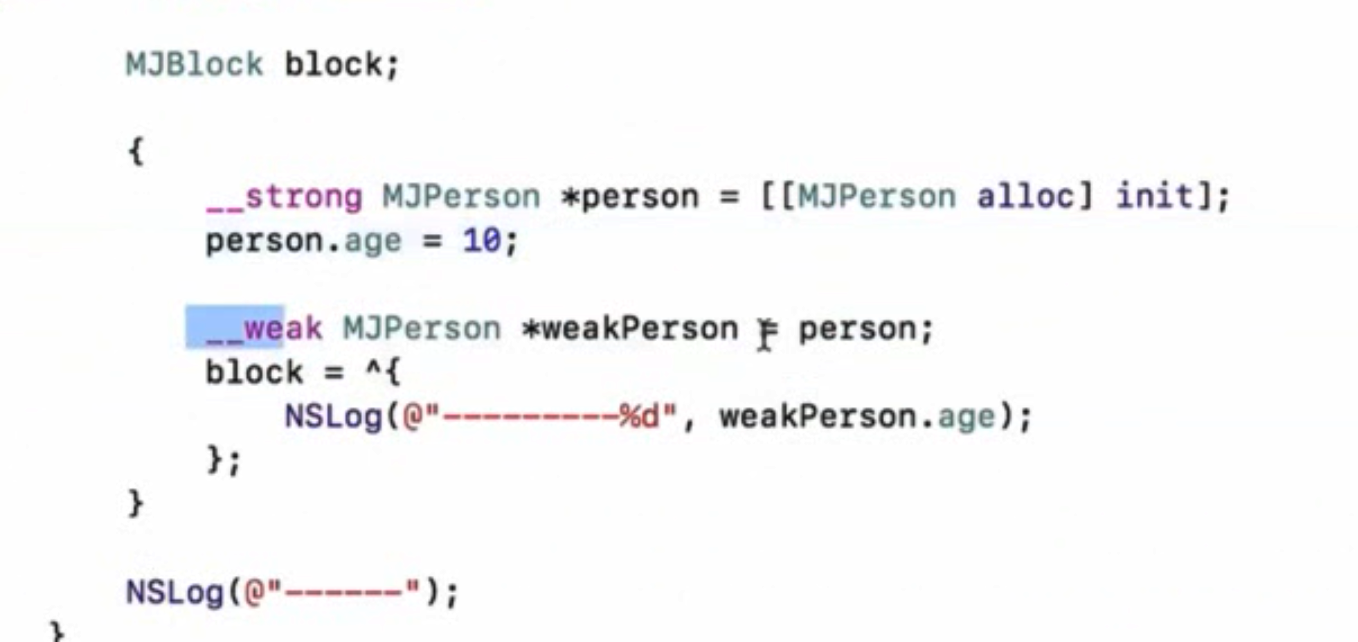 MJBlock block;
{
__strong MJPerson *person = [[MJPerson alloc] init];
person.age = 10;
__weak MJPerson *weakPerson = person;
block = ^{
NSLog(@"---------%d", weakPerson.age);
};
}
NSLog(@"------");
}